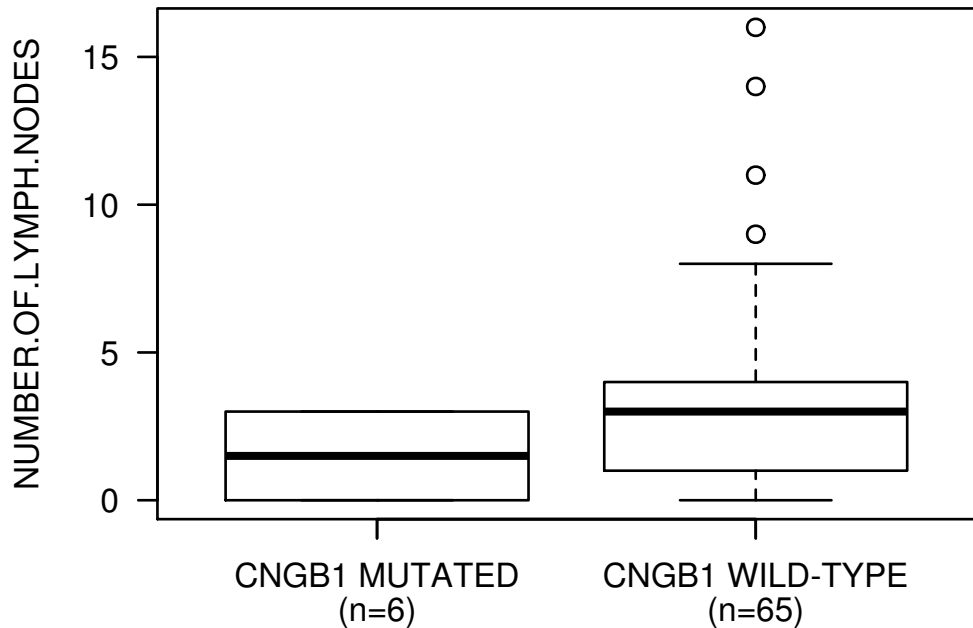 NUMBER.OF.LYMPH.NODES
15
10
5
0
CNGB1 MUTATED
(n=6)
CNGB1 WILD-TYPE
(n=65)